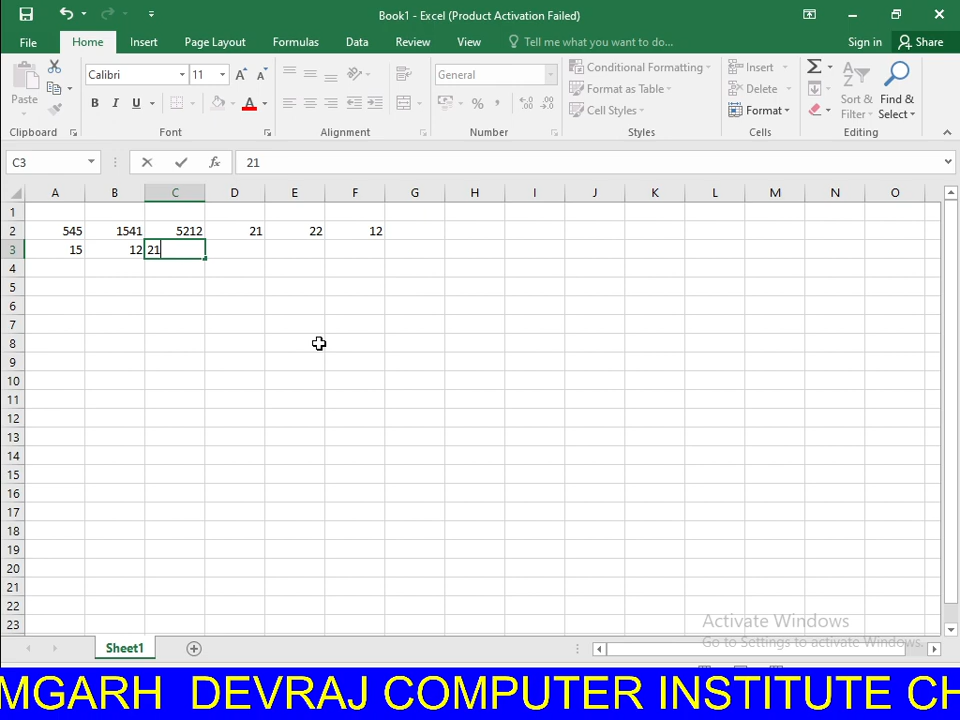 Book1 - Excel (Product Activation Failed)
File Home Insert Page Layout Formulas Data Review View Tell me what you want to do... Sign in Share
Paste
Calibri 11
B I U A
General
% ,
Conditional Formatting
Format as Table
Cell Styles
Insert
Delete
Format
Sort & Filter
Find & Select
Clipboard Font Alignment Number Styles Cells Editing
C3 fx 21
A B C D E F G H I J K L M N O
1
2 545 1541 5212 21 22 12
3 15 12 21
4
5
6
7
8
9
10
11
12
13
14
15
16
17
18
19
20
21
22
23
Activate Windows
Go to Settings to activate Windows.
Sheet1
MGARH DEVRAJ COMPUTER INSTITUTE CH